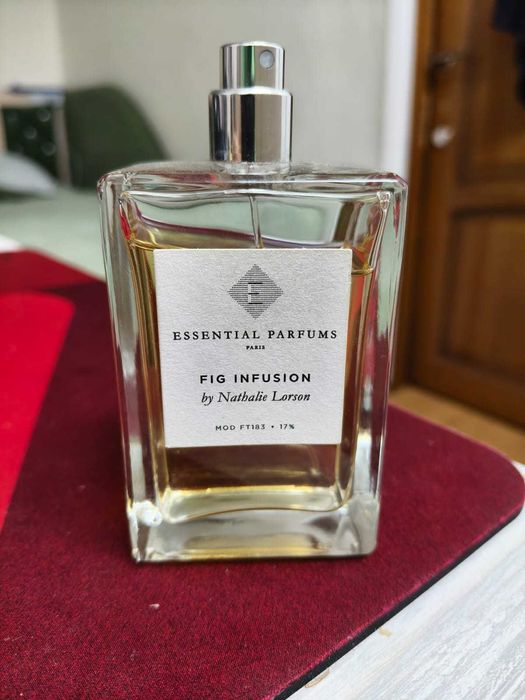 E
ESSENTIAL PARFUMS
PARIS
FIG INFUSION
by Nathalie Lorson
MOD FT183 • 17%